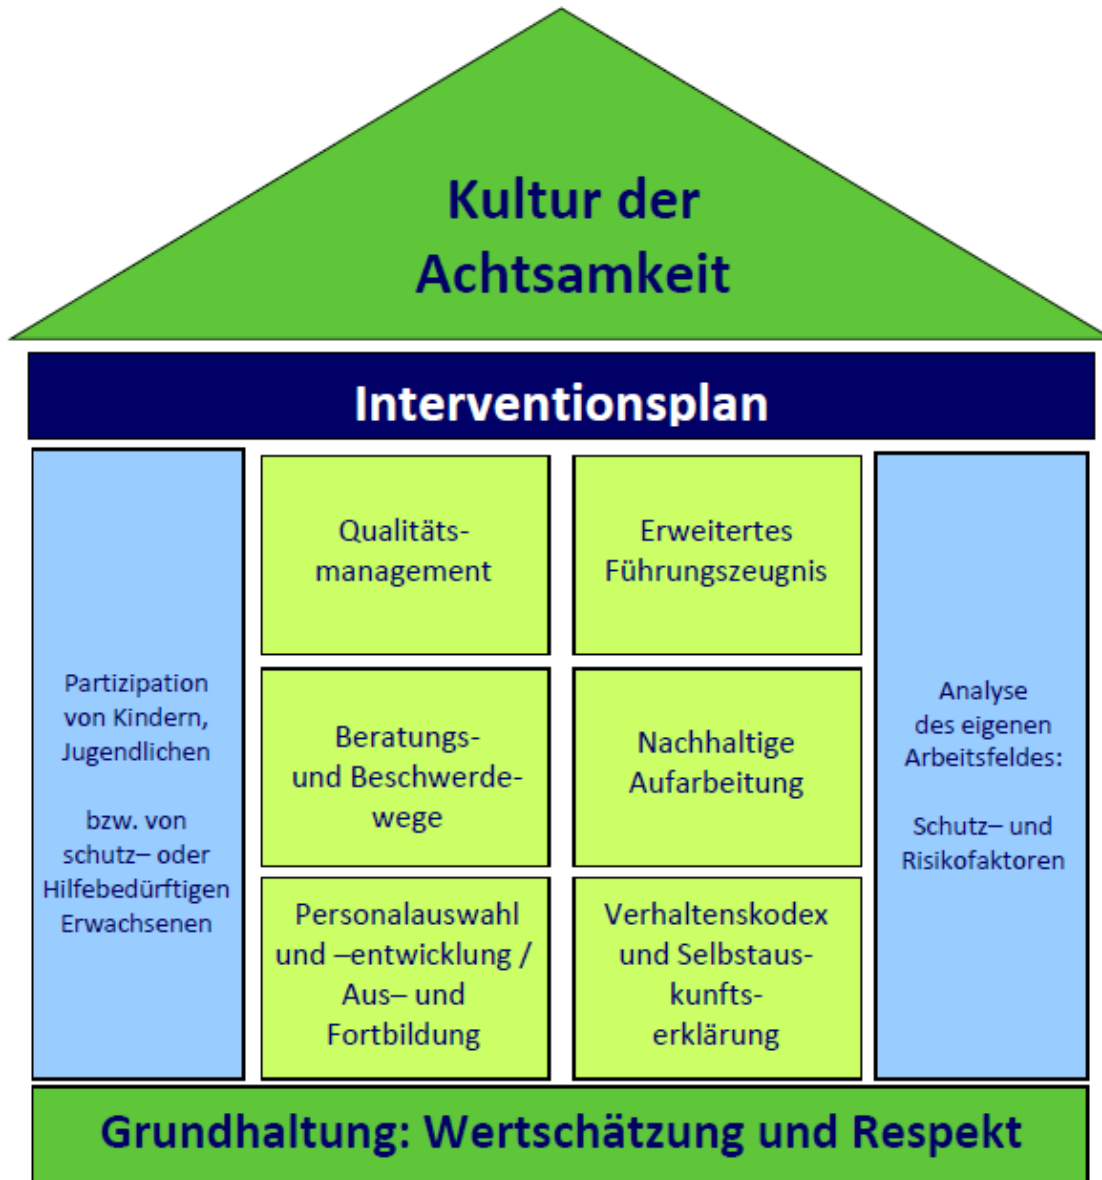 Kultur der
Achtsamkeit
Interventionsplan
Partizipation
von Kindern,
Jugendlichen
bzw. von
schutz– oder
Hilfebedürftigen
Erwachsenen
Qualitäts-
management
Erweitertes
Führungszeugnis
Beratungs-
und Beschwerde-
wege
Nachhaltige
Aufarbeitung
Personalauswahl
und –entwicklung /
Aus– und
Fortbildung
Verhaltenskodex
und Selbstaus-
kunfts-
erklärung
Analyse
des eigenen
Arbeitsfeldes:
Schutz– und
Risikofaktoren
Grundhaltung: Wertschätzung und Respekt